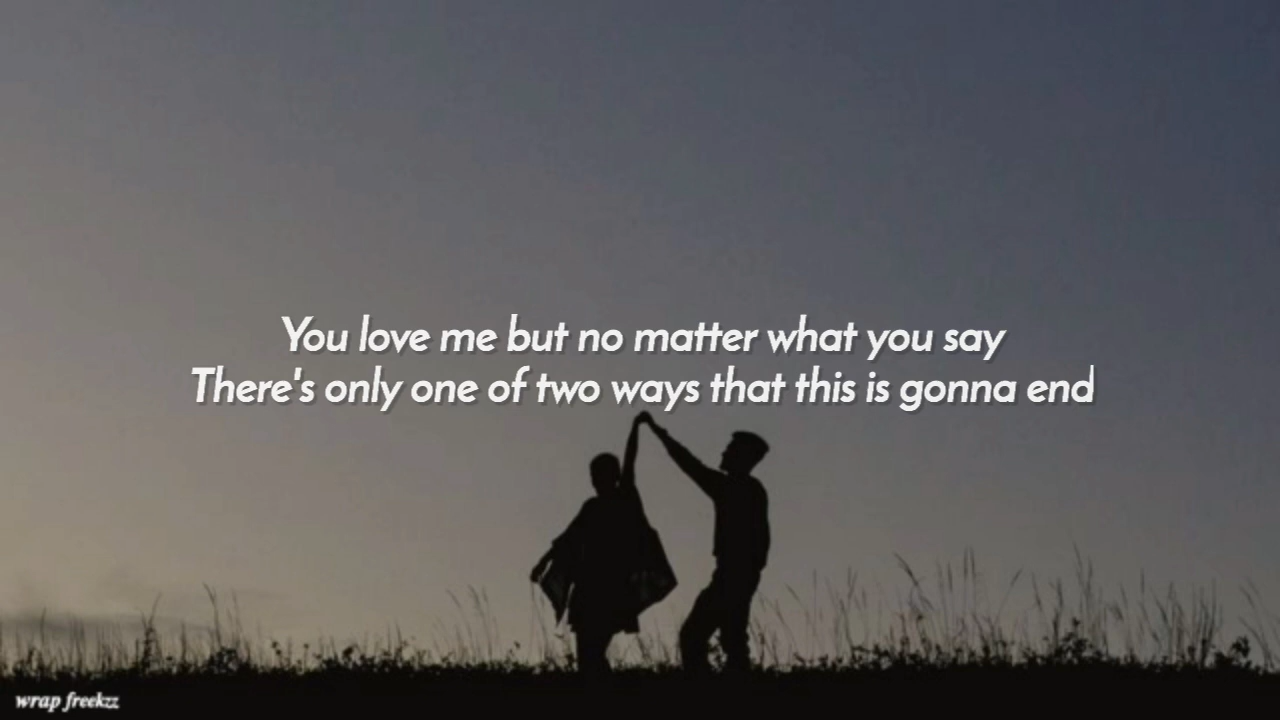 You love me but no matter what you say
There's only one of two ways that this is gonna end
wrap freekzz